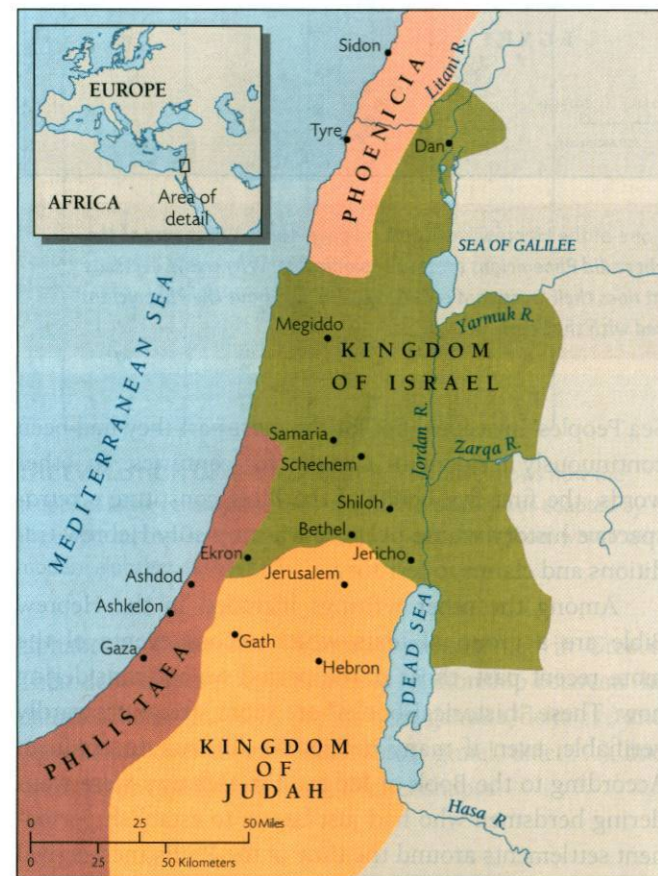 EUROPE
AFRICA
Area of
detail
Sidon
Litani R.
Tyre
PHOENICIA
Dan
SEA OF GALILEE
MEDITERRANEAN SEA
Megiddo
Yarmuk R.
KINGDOM
OF ISRAEL
Jordan R.
Samaria
Schechem
Zarqa R.
Shiloh
Bethel
Ekron
Jericho
Ashdod
Jerusalem
Ashkelon
Gath
Gaza
Hebron
DEAD SEA
PHILISTAEA
KINGDOM
OF
JUDAH
Hasa R.
0 25 50 Miles
0 25 50 Kilometers